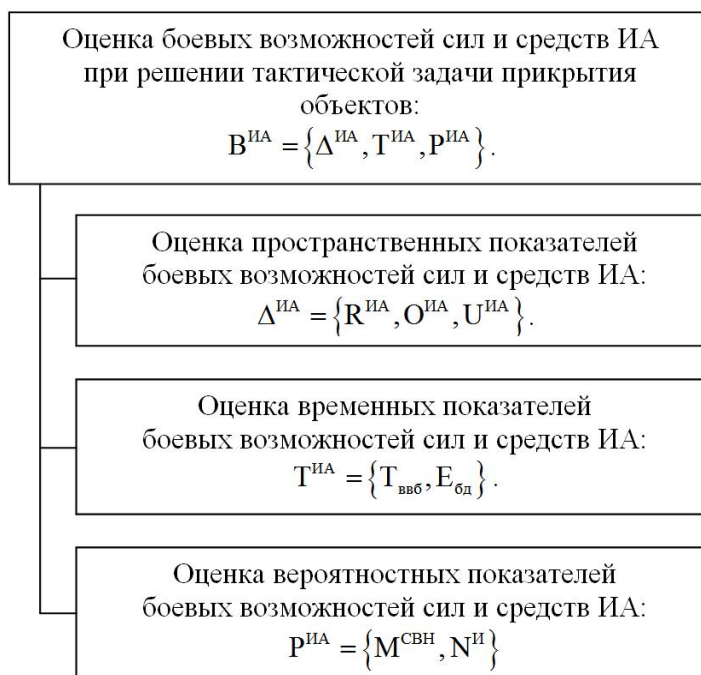 Оценка боевых возможностей сил и средств ИА
при решении тактической задачи прикрытия
объектов:
B^ИА = {Δ^ИА, T^ИА, P^ИА}.
Оценка пространственных показателей
боевых возможностей сил и средств ИА:
Δ^ИА = {R^ИА, O^ИА, U^ИА}.
Оценка временных показателей
боевых возможностей сил и средств ИА:
T^ИА = {T_ввб, E_бд}.
Оценка вероятностных показателей
боевых возможностей сил и средств ИА:
P^ИА = {M^СВН, N^И}